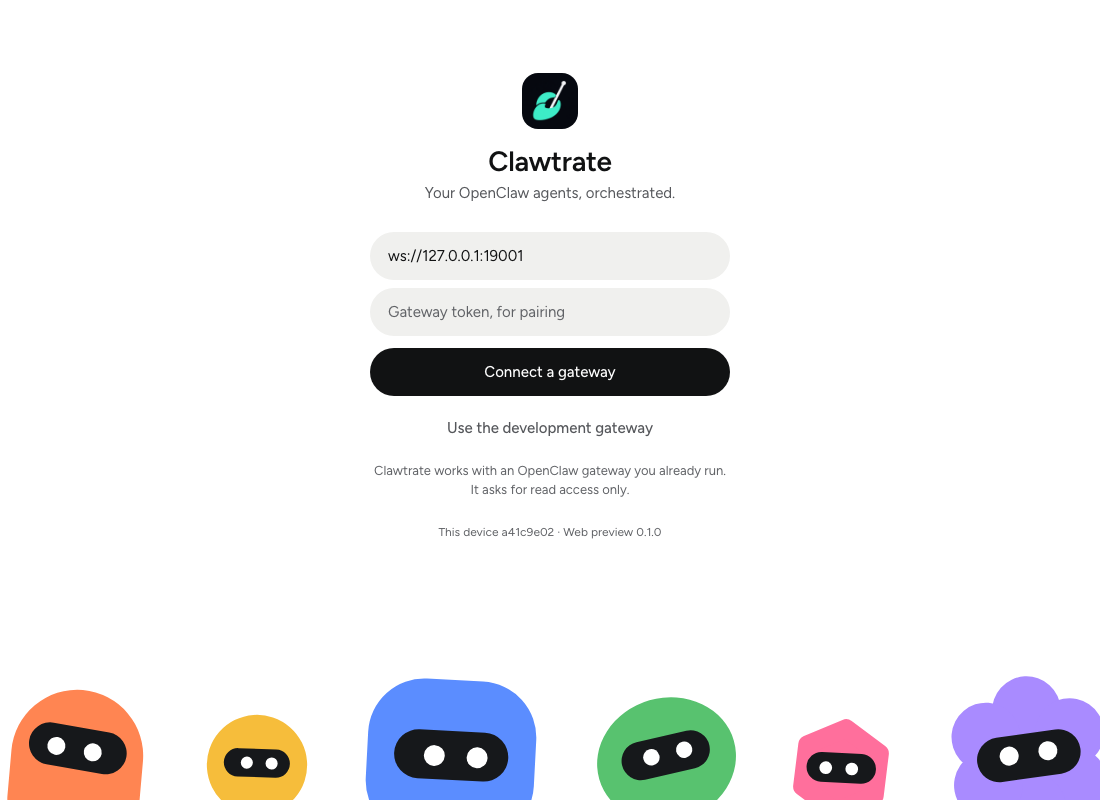 Clawtrate
Your OpenClaw agents, orchestrated.
ws://127.0.0.1:19001
Gateway token, for pairing
Connect a gateway
Use the development gateway
Clawtrate works with an OpenClaw gateway you already run.
It asks for read access only.
This device a41c9e02 · Web preview 0.1.0